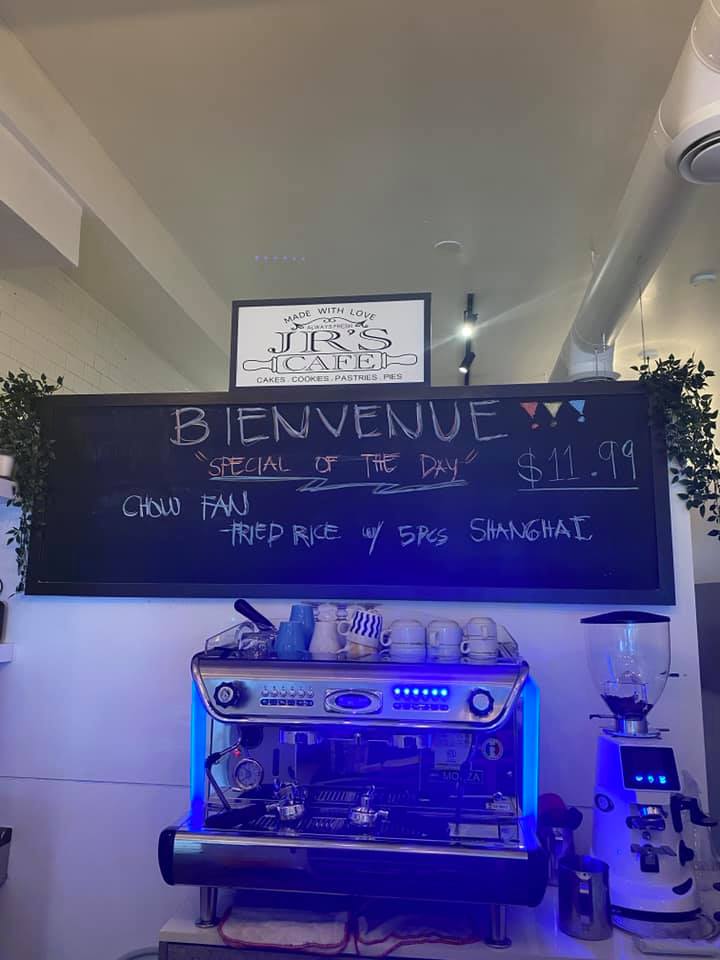 MADE WITH LOVE
ALWAYS FRESH
JR'S
CAFE
CAKES . COOKIES . PASTRIES . PIES
BIENVENUE
"SPECIAL OF THE DAY"
$11.99
CHOW FAN
-FRIED RICE w/ 5PCS SHANGHAI
MONZA